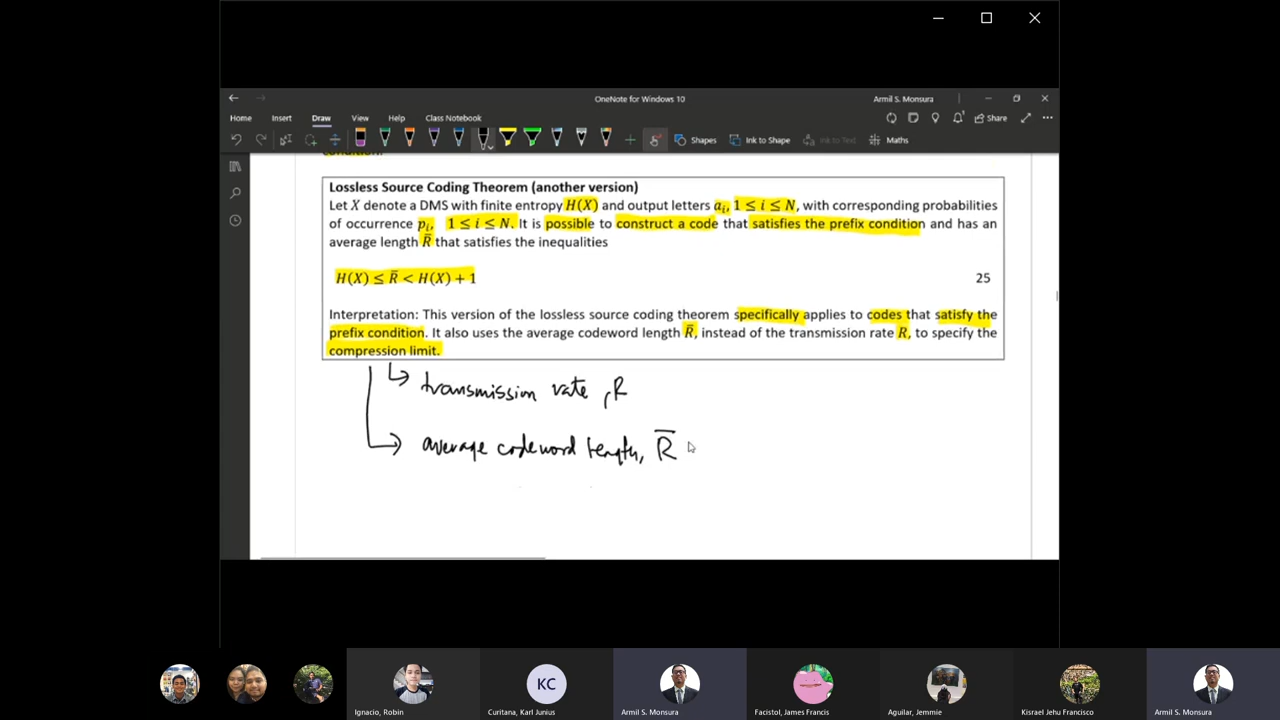 OneNote for Windows 10
Armil S. Monsura
Home Insert Draw View Help Class Notebook
Share
Shapes Ink to Shape Ink to Text Maths
condition.
Lossless Source Coding Theorem (another version)
Let X denote a DMS with finite entropy H(X) and output letters aᵢ, 1 ≤ i ≤ N, with corresponding probabilities
of occurrence pᵢ, 1 ≤ i ≤ N. It is possible to construct a code that satisfies the prefix condition and has an
average length R̄ that satisfies the inequalities
H(X) ≤ R̄ < H(X) + 1 25
Interpretation: This version of the lossless source coding theorem specifically applies to codes that satisfy the
prefix condition. It also uses the average codeword length R̄, instead of the transmission rate R, to specify the
compression limit.
transmission rate, R
average codeword length, R̄
KC
Ignacio, Robin
Curitana, Karl Junius
Armil S. Monsura
Facistol, James Francis
Aguilar, Jemmie
Kisrael Jehu Francisco
Armil S. Monsura